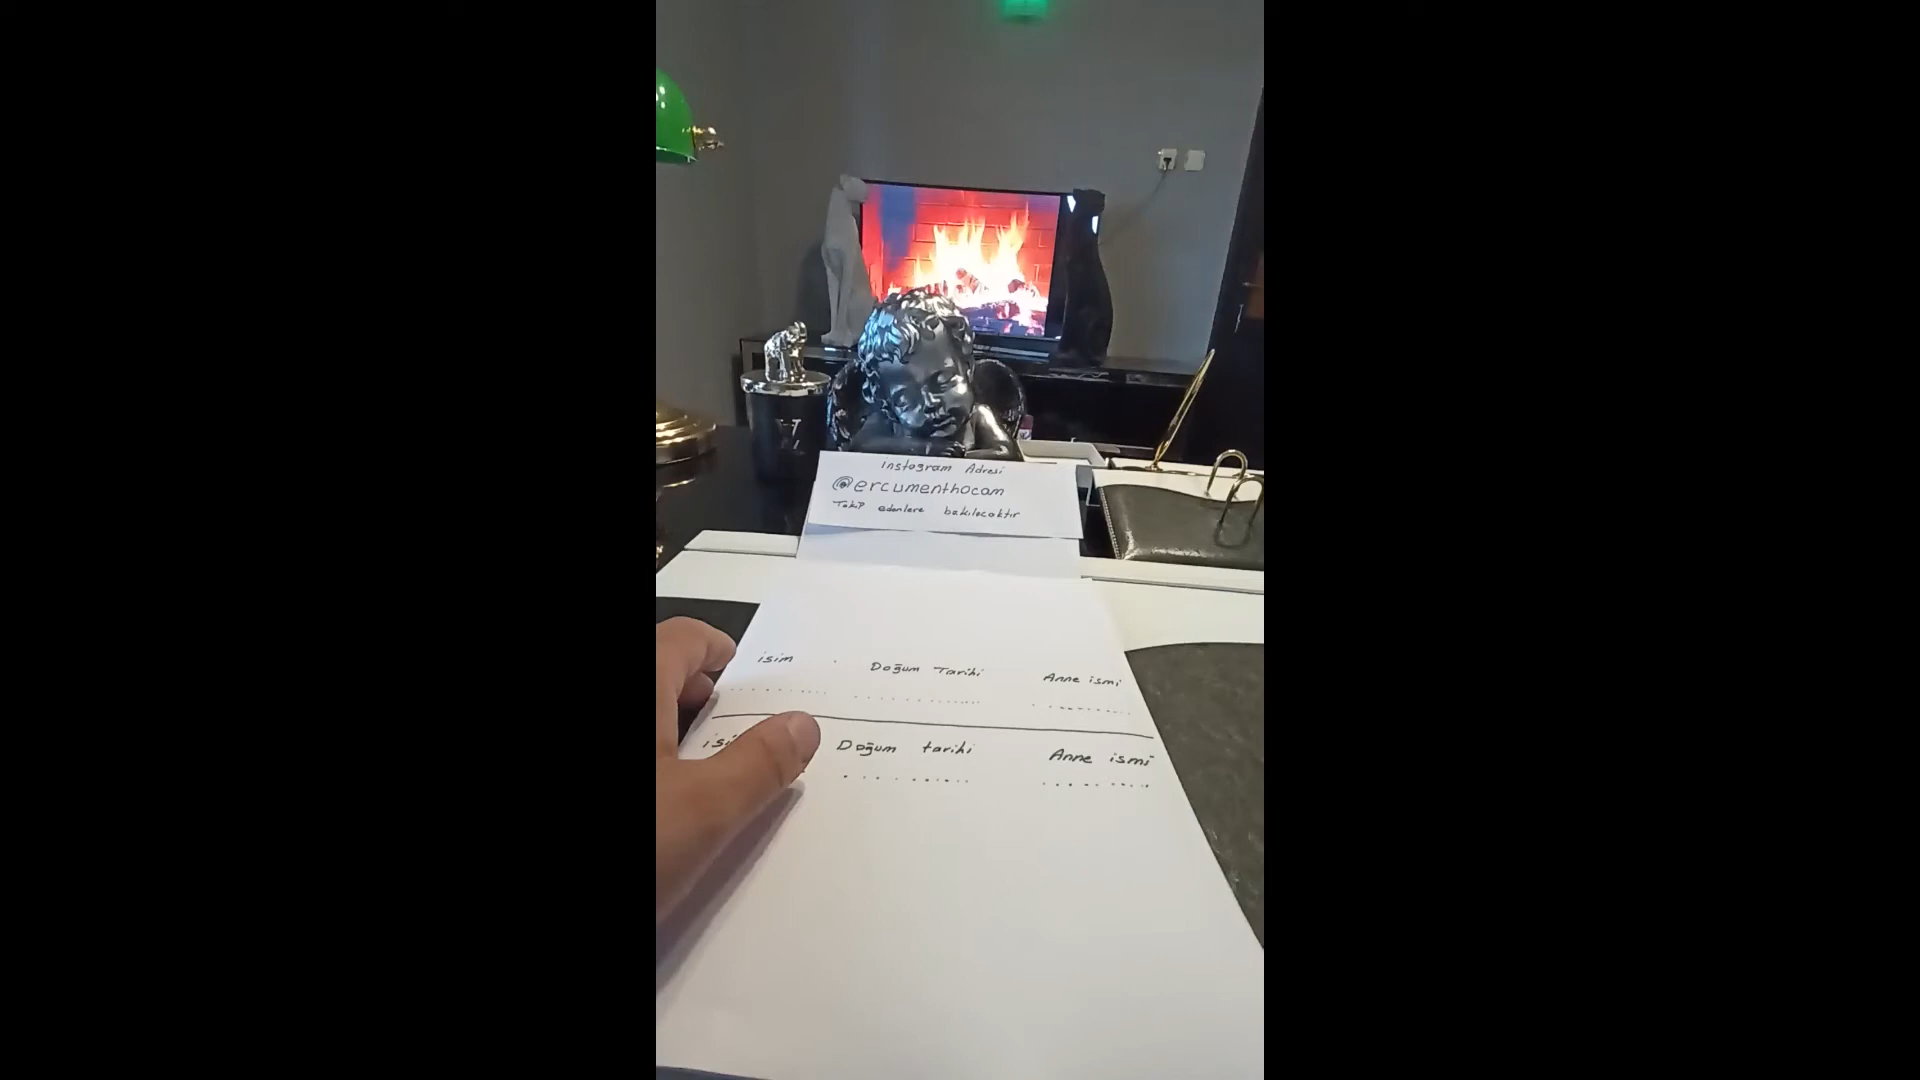 instagram Adresi
@ercumenthocam
Takip edenlere bakılacaktır
isim Doğum Tarihi Anne ismi
Doğum tarihi Anne ismi